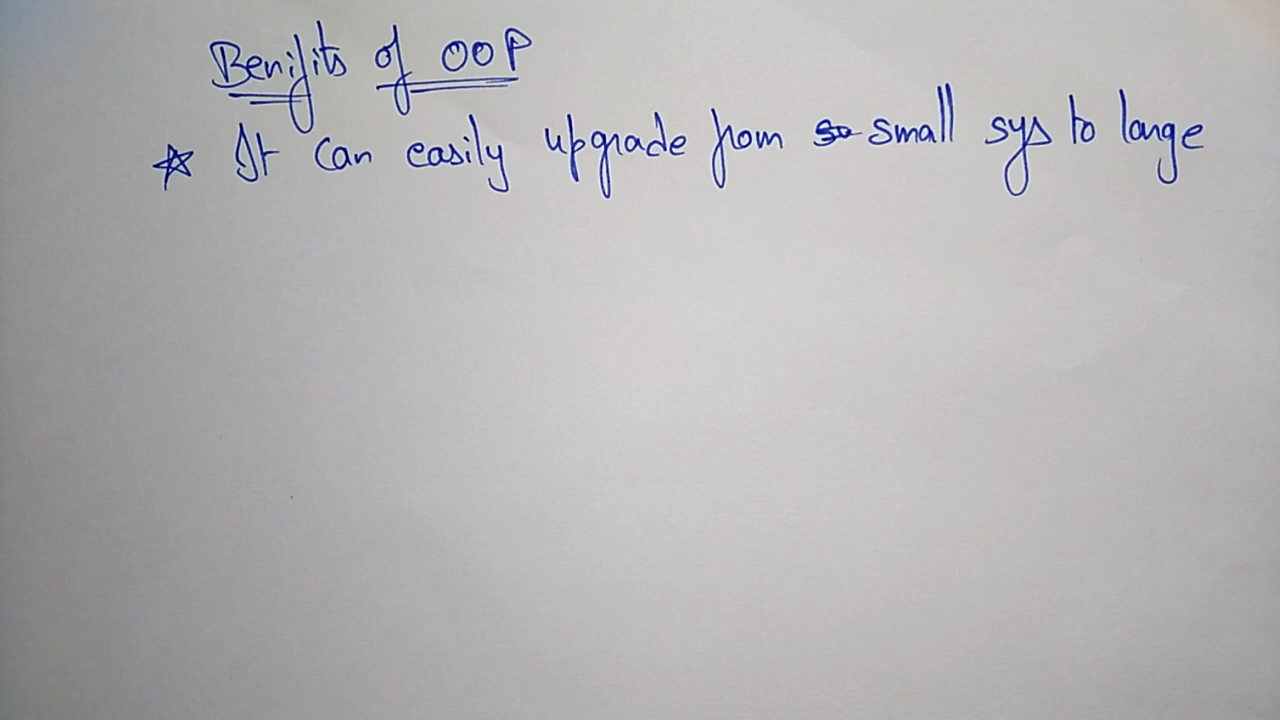 Benifits of OOP
☆ It can easily upgrade from small sys to large